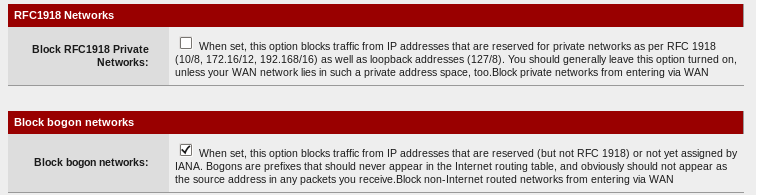 RFC1918 Networks
Block RFC1918 Private
Networks:
When set, this option blocks traffic from IP addresses that are reserved for private networks as per RFC 1918
(10/8, 172.16/12, 192.168/16) as well as loopback addresses (127/8). You should generally leave this option turned on,
unless your WAN network lies in such a private address space, too.Block private networks from entering via WAN
Block bogon networks
Block bogon networks:
When set, this option blocks traffic from IP addresses that are reserved (but not RFC 1918) or not yet assigned by
IANA. Bogons are prefixes that should never appear in the Internet routing table, and obviously should not appear as
the source address in any packets you receive.Block non-Internet routed networks from entering via WAN